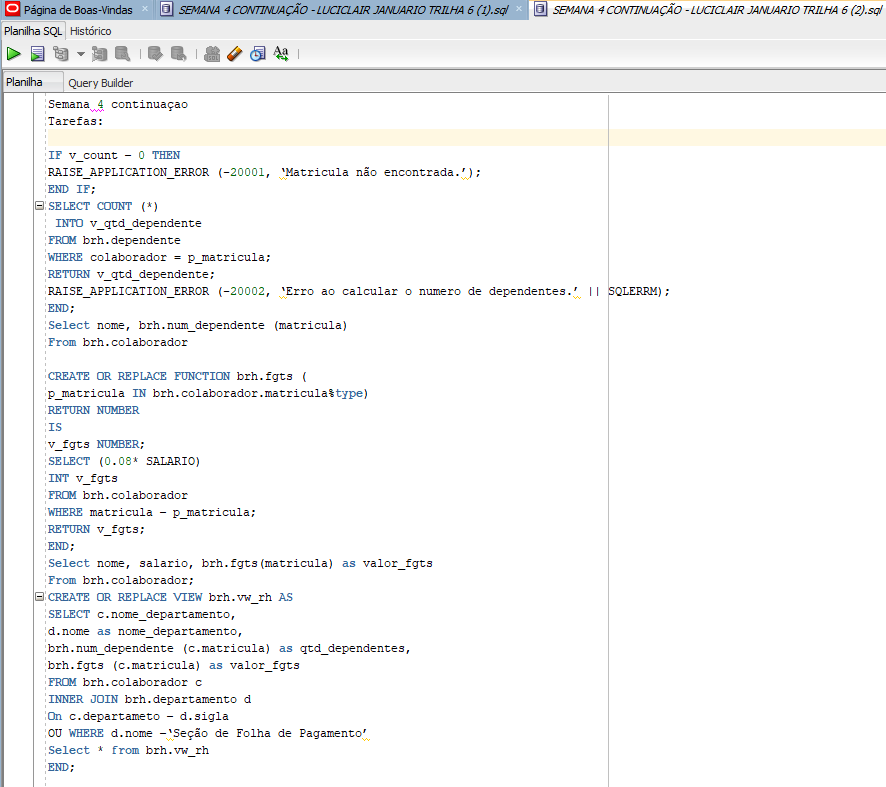 Página de Boas-Vindas
SEMANA 4 CONTINUAÇÃO - LUCICLAIR JANUARIO TRILHA 6 (1).sql
SEMANA 4 CONTINUAÇÃO - LUCICLAIR JANUARIO TRILHA 6 (2).sql
Planilha SQL Histórico
Aa
Planilha Query Builder
Semana 4 continuaçao
Tarefas:
IF v_count - 0 THEN
RAISE_APPLICATION_ERROR (-20001, ‘Matricula não encontrada.’);
END IF;
SELECT COUNT (*)
INTO v_qtd_dependente
FROM brh.dependente
WHERE colaborador = p_matricula;
RETURN v_qtd_dependente;
RAISE_APPLICATION_ERROR (-20002, ‘Erro ao calcular o numero de dependentes.’ || SQLERRM);
END;
Select nome, brh.num_dependente (matricula)
From brh.colaborador
CREATE OR REPLACE FUNCTION brh.fgts (
p_matricula IN brh.colaborador.matricula%type)
RETURN NUMBER
IS
v_fgts NUMBER;
SELECT (0.08* SALARIO)
INT v_fgts
FROM brh.colaborador
WHERE matricula - p_matricula;
RETURN v_fgts;
END;
Select nome, salario, brh.fgts(matricula) as valor_fgts
From brh.colaborador;
CREATE OR REPLACE VIEW brh.vw_rh AS
SELECT c.nome_departamento,
d.nome as nome_departamento,
brh.num_dependente (c.matricula) as qtd_dependentes,
brh.fgts (c.matricula) as valor_fgts
FROM brh.colaborador c
INNER JOIN brh.departamento d
On c.departameto - d.sigla
OU WHERE d.nome -‘Seção de Folha de Pagamento’
Select * from brh.vw_rh
END;